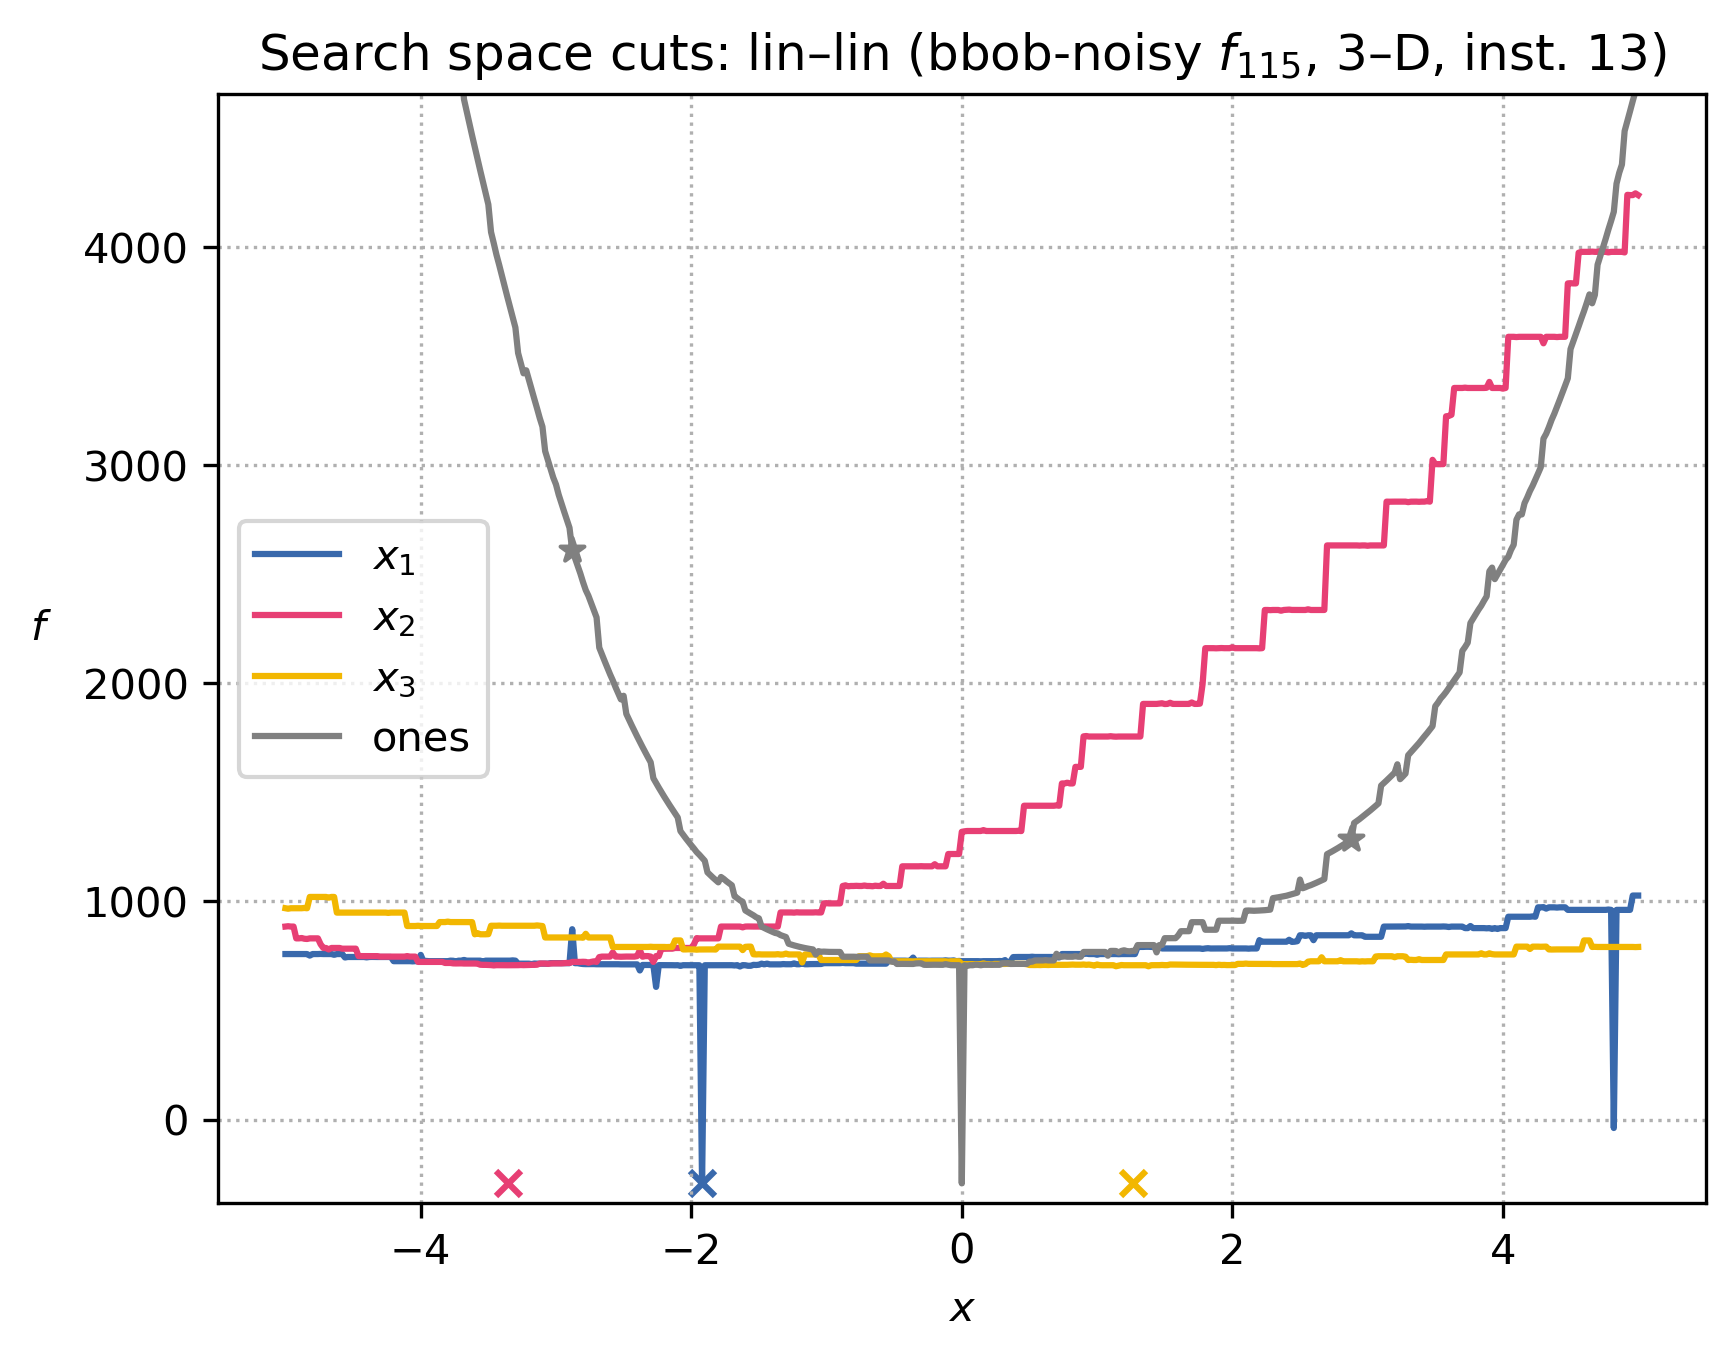 Search space cuts: lin–lin (bbob-noisy f₁₁₅, 3–D, inst. 13)
4000
3000
2000
1000
0
f
x₁
x₂
x₃
ones
−4 −2 0 2 4
x